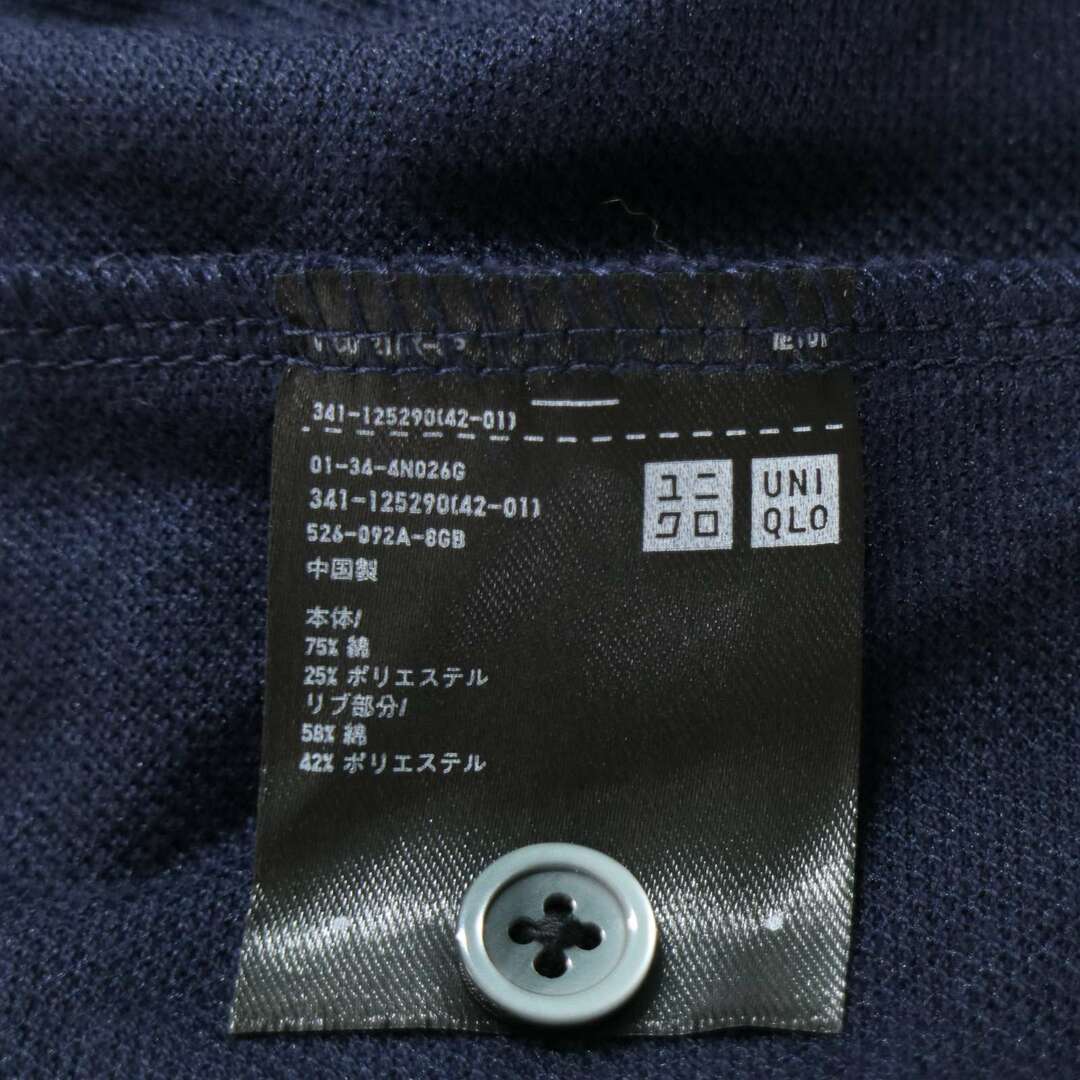 341-125290(42-01)
01-34-4N026G
341-125290(42-01)
526-092A-8GB
中国製
ユニ
クロ
UNI
QLO
本体/
75% 綿
25% ポリエステル
リブ部分/
58% 綿
42% ポリエステル